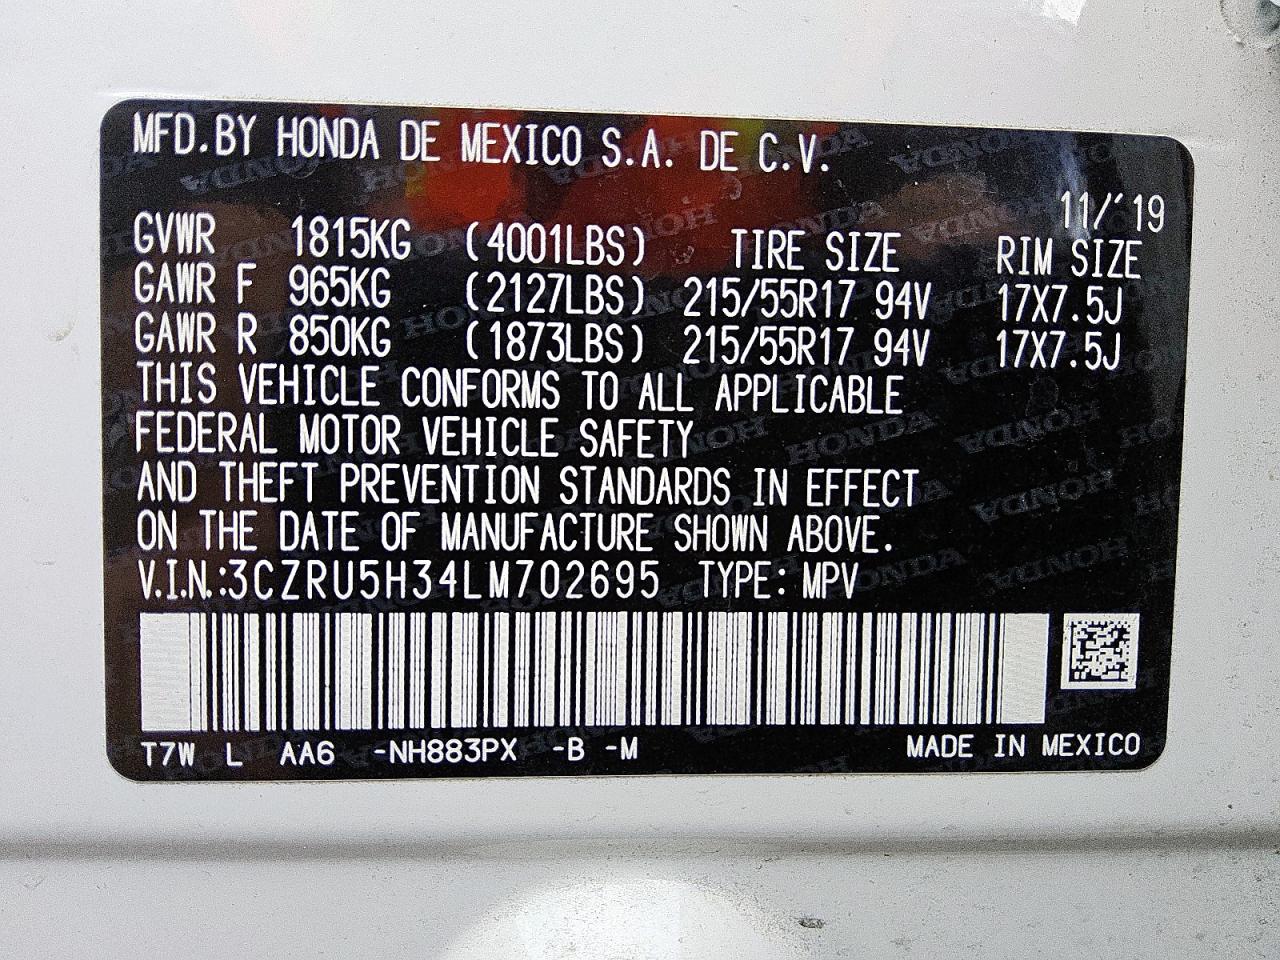 MFD.BY HONDA DE MEXICO S.A. DE C.V.
11/'19
GVWR 1815KG (4001LBS) TIRE SIZE RIM SIZE
GAWR F 965KG (2127LBS) 215/55R17 94V 17X7.5J
GAWR R 850KG (1873LBS) 215/55R17 94V 17X7.5J
THIS VEHICLE CONFORMS TO ALL APPLICABLE
FEDERAL MOTOR VEHICLE SAFETY
AND THEFT PREVENTION STANDARDS IN EFFECT
ON THE DATE OF MANUFACTURE SHOWN ABOVE.
V.I.N.:3CZRU5H34LM702695 TYPE: MPV
T7W L AA6 -NH883PX -B -M MADE IN MEXICO